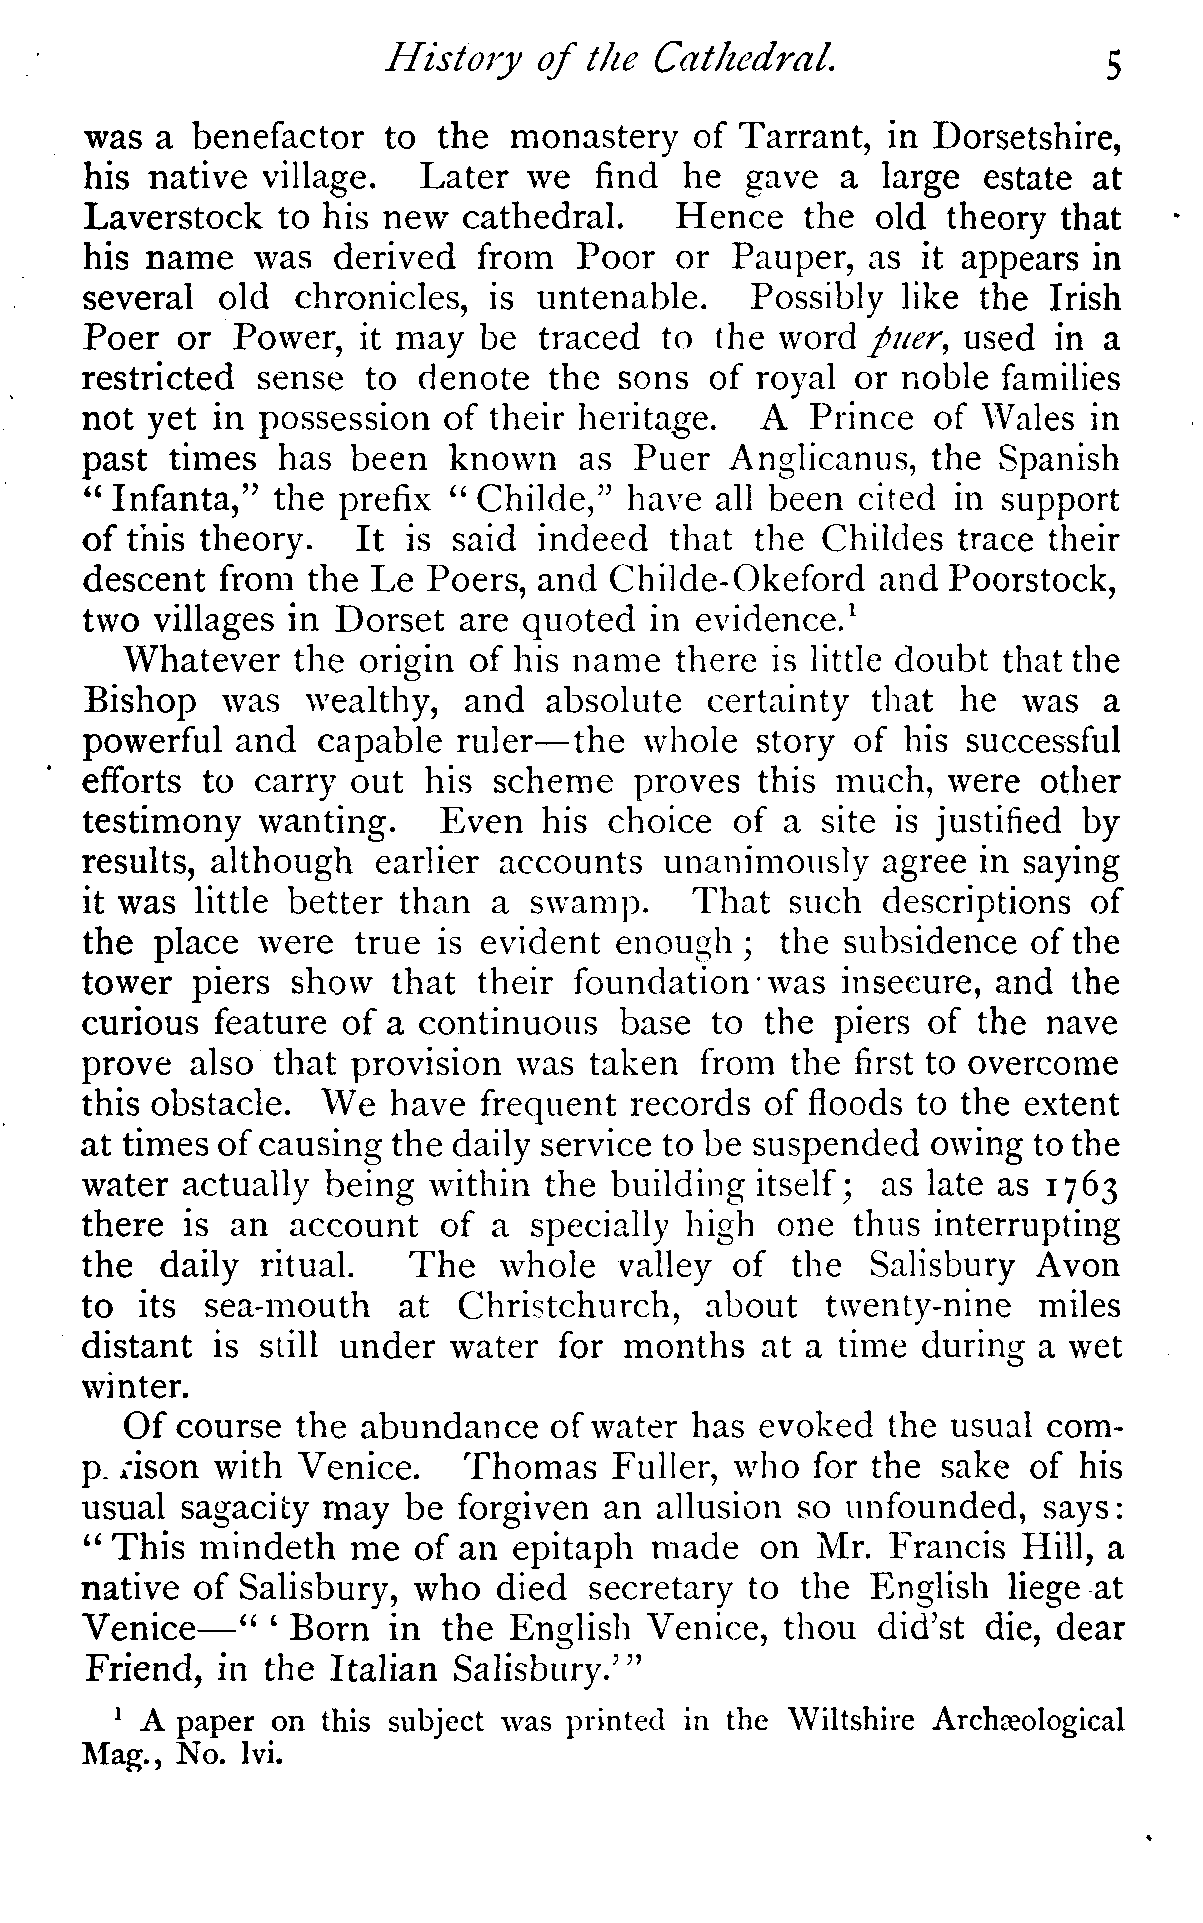 History of the Cathedral. 5
was a benefactor to the monastery of Tarrant, in Dorsetshire,
his native village. Later we find he gave a large estate at
Laverstock to his new cathedral. Hence the old theory that
his name was derived from Poor or Pauper, as it appears in
several old chronicles, is untenable. Possibly like the Irish
Poer or Power, it may be traced to the word puer, used in a
restricted sense to denote the sons of royal or noble families
not yet in possession of their heritage. A Prince of Wales in
past times has been known as Puer Anglicanus, the Spanish
“ Infanta,” the prefix “ Childe,” have all been cited in support
of this theory. It is said indeed that the Childes trace their
descent from the Le Poers, and Childe-Okeford and Poorstock,
two villages in Dorset are quoted in evidence.¹
Whatever the origin of his name there is little doubt that the
Bishop was wealthy, and absolute certainty that he was a
powerful and capable ruler—the whole story of his successful
efforts to carry out his scheme proves this much, were other
testimony wanting. Even his choice of a site is justified by
results, although earlier accounts unanimously agree in saying
it was little better than a swamp. That such descriptions of
the place were true is evident enough ; the subsidence of the
tower piers show that their foundation was insecure, and the
curious feature of a continuous base to the piers of the nave
prove also that provision was taken from the first to overcome
this obstacle. We have frequent records of floods to the extent
at times of causing the daily service to be suspended owing to the
water actually being within the building itself ; as late as 1763
there is an account of a specially high one thus interrupting
the daily ritual. The whole valley of the Salisbury Avon
to its sea-mouth at Christchurch, about twenty-nine miles
distant is still under water for months at a time during a wet
winter.
Of course the abundance of water has evoked the usual com-
p. rison with Venice. Thomas Fuller, who for the sake of his
usual sagacity may be forgiven an allusion so unfounded, says:
“ This mindeth me of an epitaph made on Mr. Francis Hill, a
native of Salisbury, who died secretary to the English liege at
Venice—“ ‘ Born in the English Venice, thou did’st die, dear
Friend, in the Italian Salisbury.’ ”
¹ A paper on this subject was printed in the Wiltshire Archæological
Mag., No. lvi.